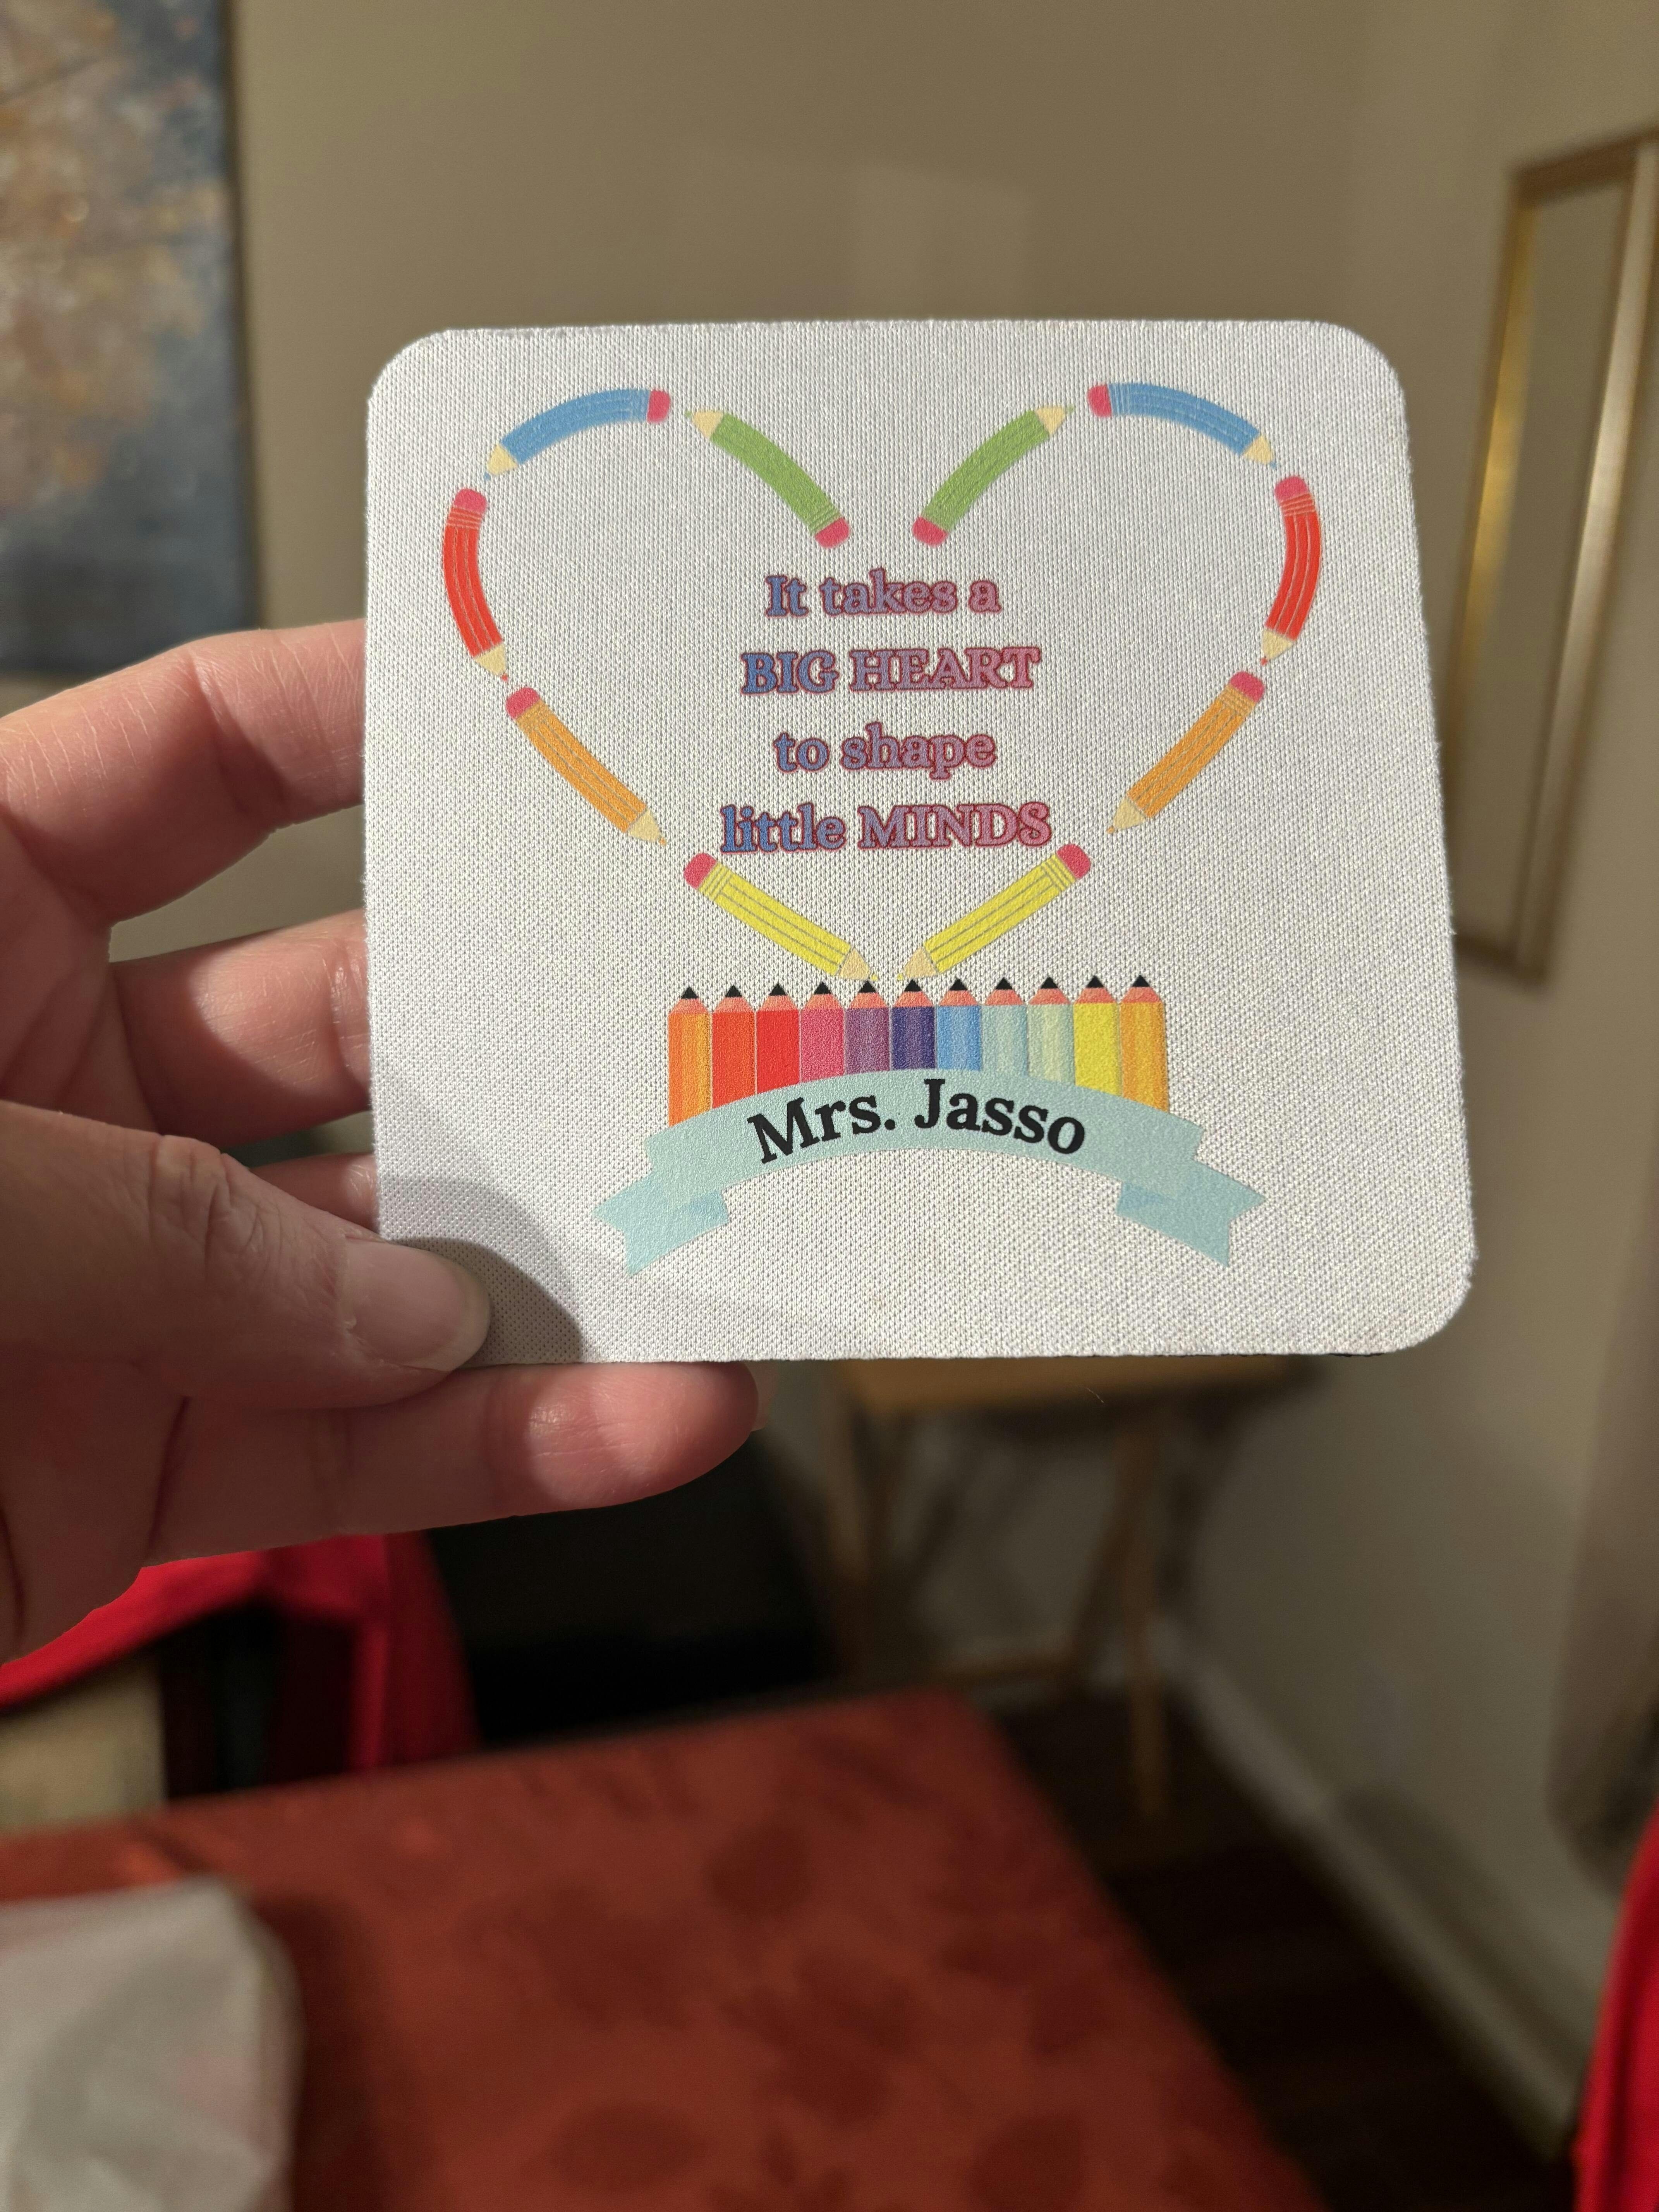 It takes a
BIG HEART
to shape
little MINDS
Mrs. Jasso